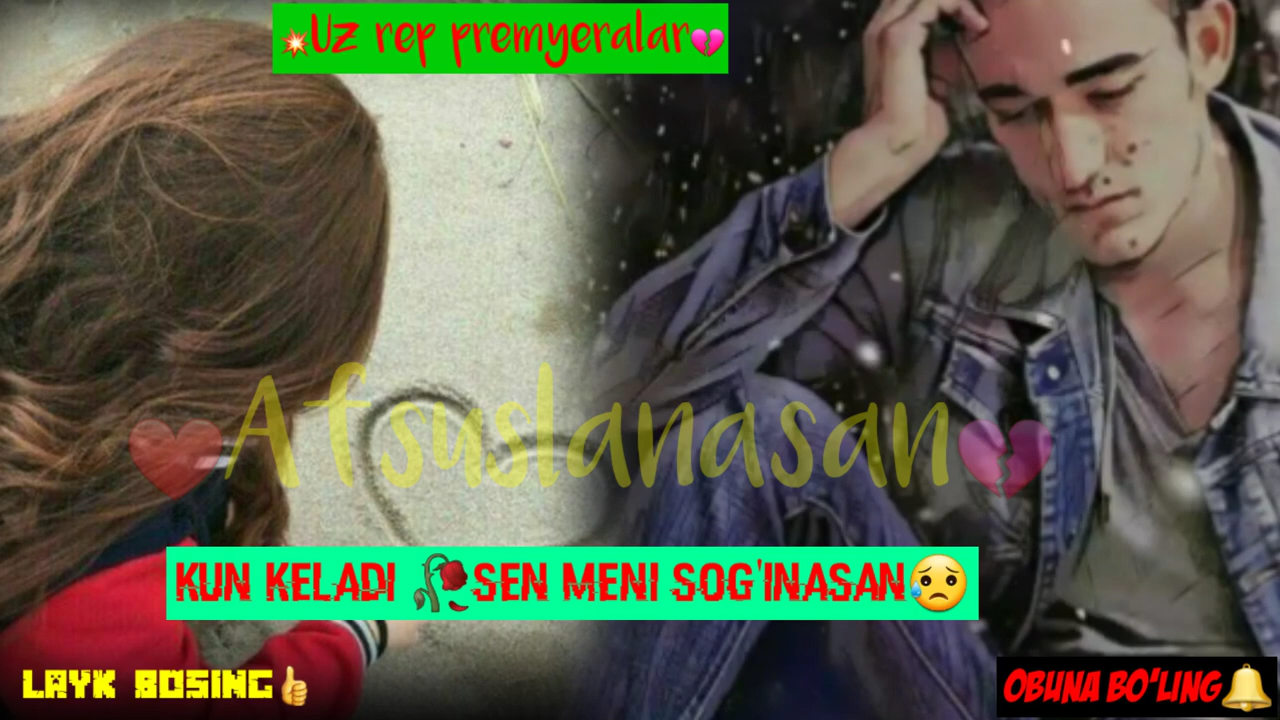 💥Uz rep premyeralar💔
❤Afsuslanasan💔
KUN KELADI 🥀SEN MENI SOG'INASAN😥
LAYK BOSING👍
OBUNA BO'LING🔔